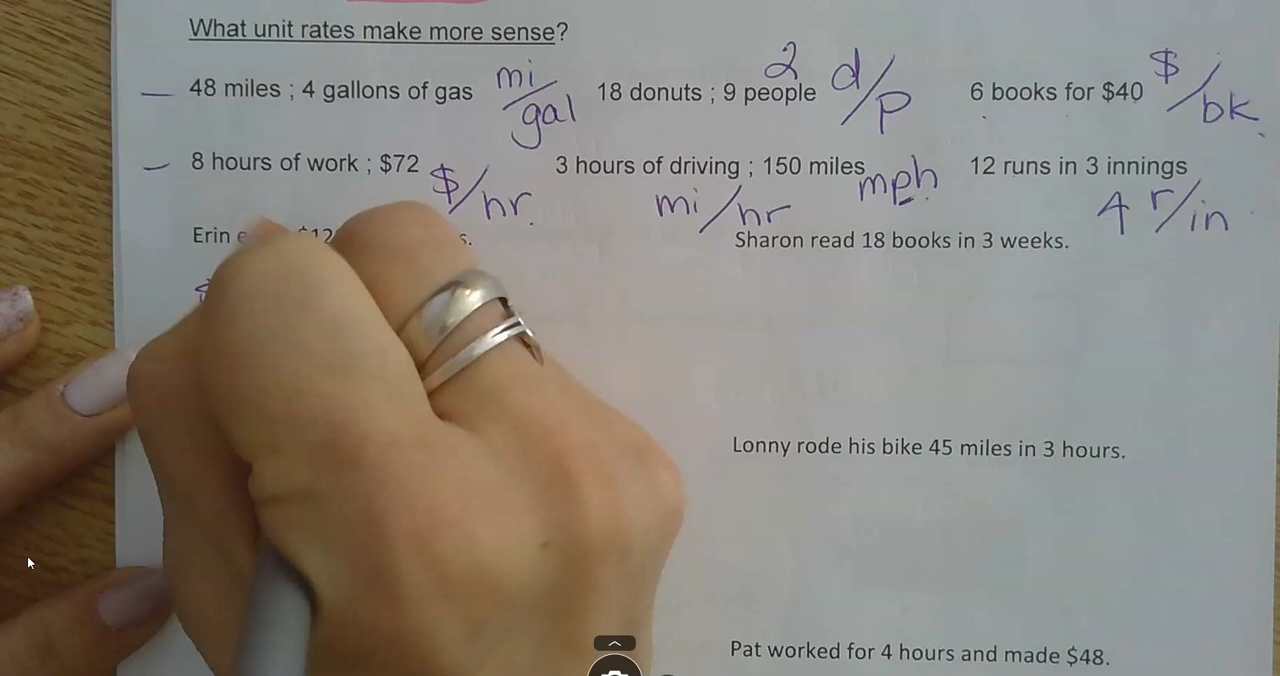 What unit rates make more sense?
48 miles ; 4 gallons of gas mi/gal 18 donuts ; 9 people 2 d/p 6 books for $40 $/bk
8 hours of work ; $72 $/hr. 3 hours of driving ; 150 miles mi/hr mph 12 runs in 3 innings 4 r/in
Erin $12
Sharon read 18 books in 3 weeks.
Lonny rode his bike 45 miles in 3 hours.
Pat worked for 4 hours and made $48.